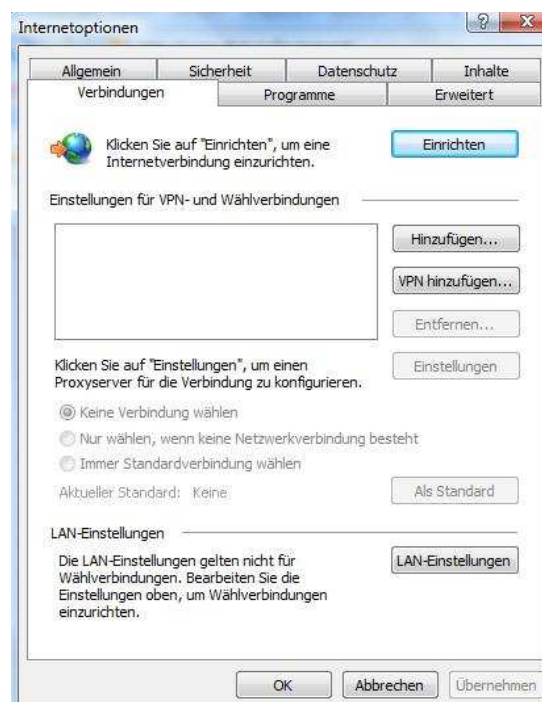 Internetoptionen
Allgemein Sicherheit Datenschutz Inhalte
Verbindungen Programme Erweitert
Klicken Sie auf "Einrichten", um eine
Internetverbindung einzurichten.
Einrichten
Einstellungen für VPN- und Wählverbindungen
Hinzufügen...
VPN hinzufügen...
Entfernen...
Klicken Sie auf "Einstellungen", um einen
Proxyserver für die Verbindung zu konfigurieren.
Einstellungen
Keine Verbindung wählen
Nur wählen, wenn keine Netzwerkverbindung besteht
Immer Standardverbindung wählen
Aktueller Standard: Keine
Als Standard
LAN-Einstellungen
Die LAN-Einstellungen gelten nicht für
Wählverbindungen. Bearbeiten Sie die
Einstellungen oben, um Wählverbindungen
einzurichten.
LAN-Einstellungen
OK Abbrechen Übernehmen